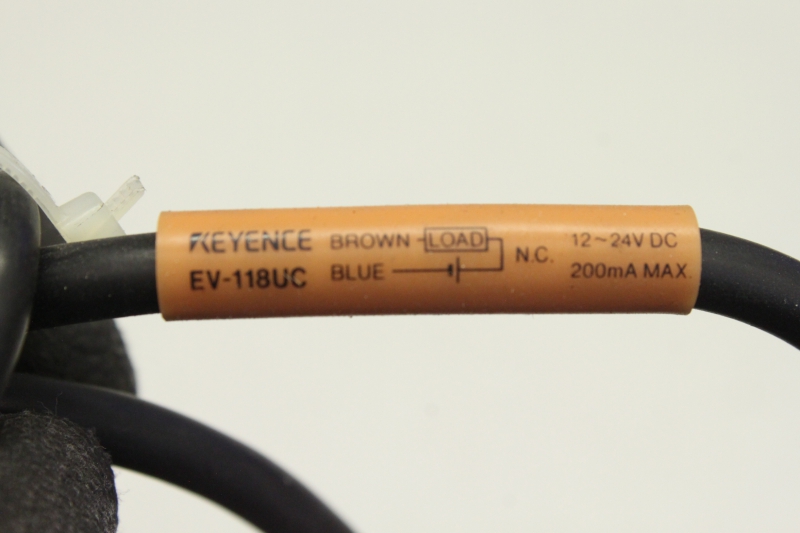 KEYENCE BROWN LOAD 12~24V DC
EV-118UC BLUE N.C. 200mA MAX.